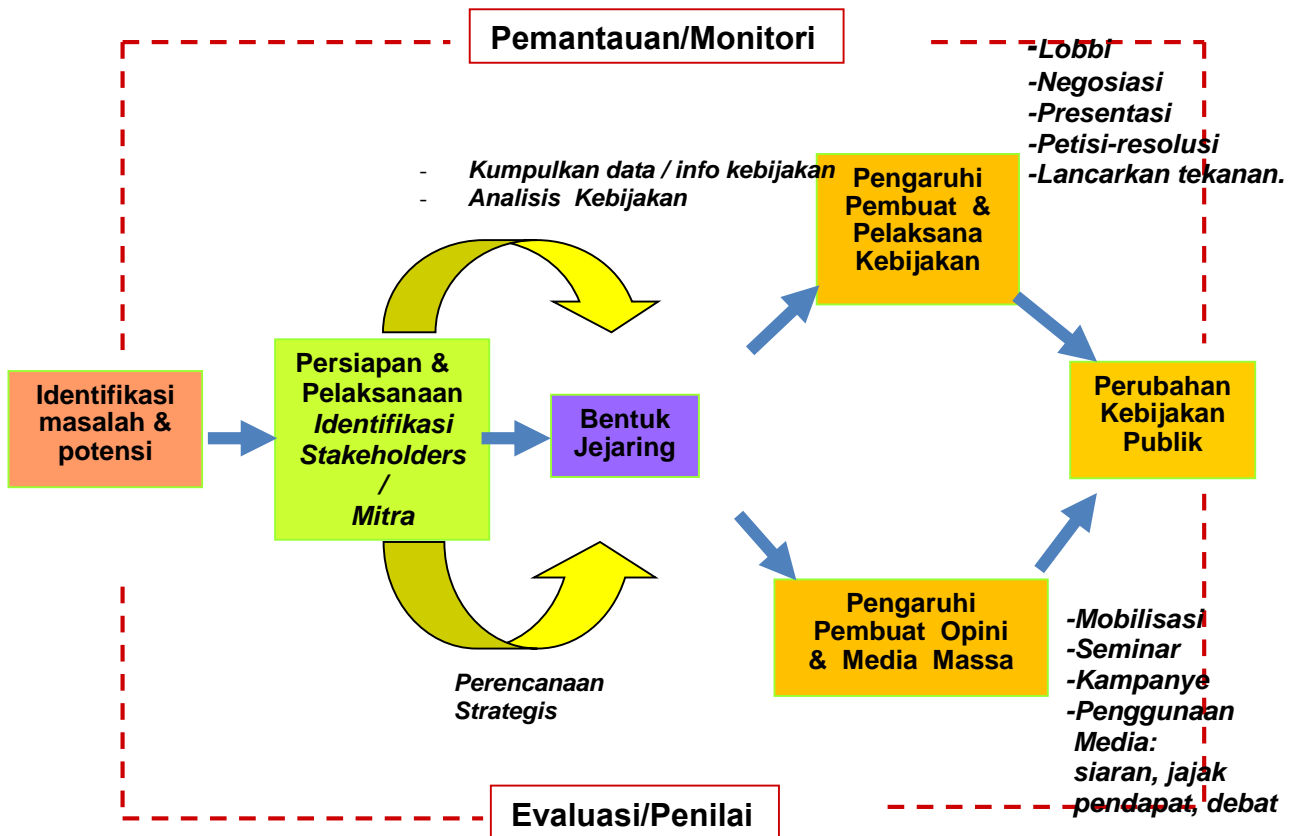 Pemantauan/Monitori
-Lobbi
-Negosiasi
-Presentasi
-Petisi-resolusi
-Lancarkan tekanan.
- Kumpulkan data / info kebijakan
- Analisis Kebijakan
Pengaruhi
Pembuat &
Pelaksana
Kebijakan
Identifikasi
masalah &
potensi
Persiapan &
Pelaksanaan
Identifikasi
Stakeholders
/
Mitra
Bentuk
Jejaring
Perubahan
Kebijakan
Publik
Pengaruhi
Pembuat Opini
& Media Massa
Perencanaan
Strategis
-Mobilisasi
-Seminar
-Kampanye
-Penggunaan
Media:
siaran, jajak
pendapat, debat
Evaluasi/Penilai